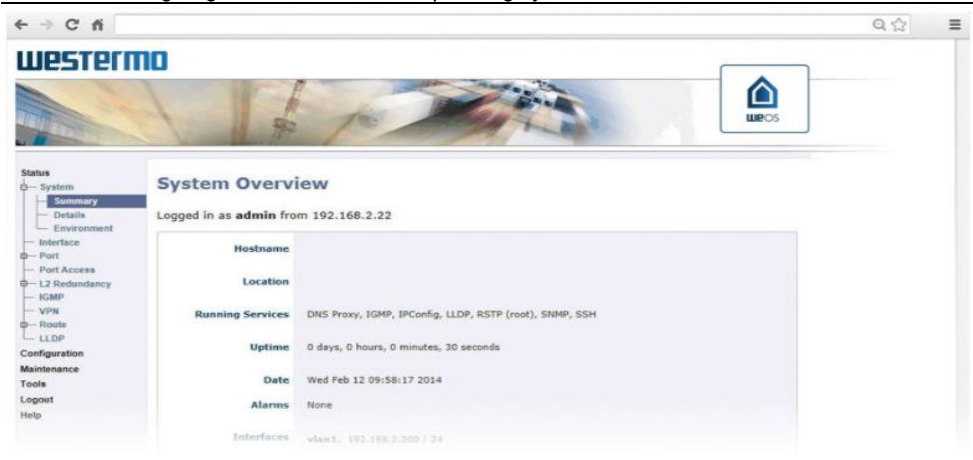 westermo
weos
Status
System
Summary
Details
Environment
Interface
Port
Port Access
L2 Redundancy
IGMP
VPN
Route
LLDP
Configuration
Maintenance
Tools
Logout
Help
System Overview
Logged in as admin from 192.168.2.22
Hostname
Location
Running Services DNS Proxy, IGMP, IPConfig, LLDP, RSTP (root), SNMP, SSH
Uptime 0 days, 0 hours, 0 minutes, 30 seconds
Date Wed Feb 12 09:58:17 2014
Alarms None
Interfaces vlan1, 192.168.2.200 / 24